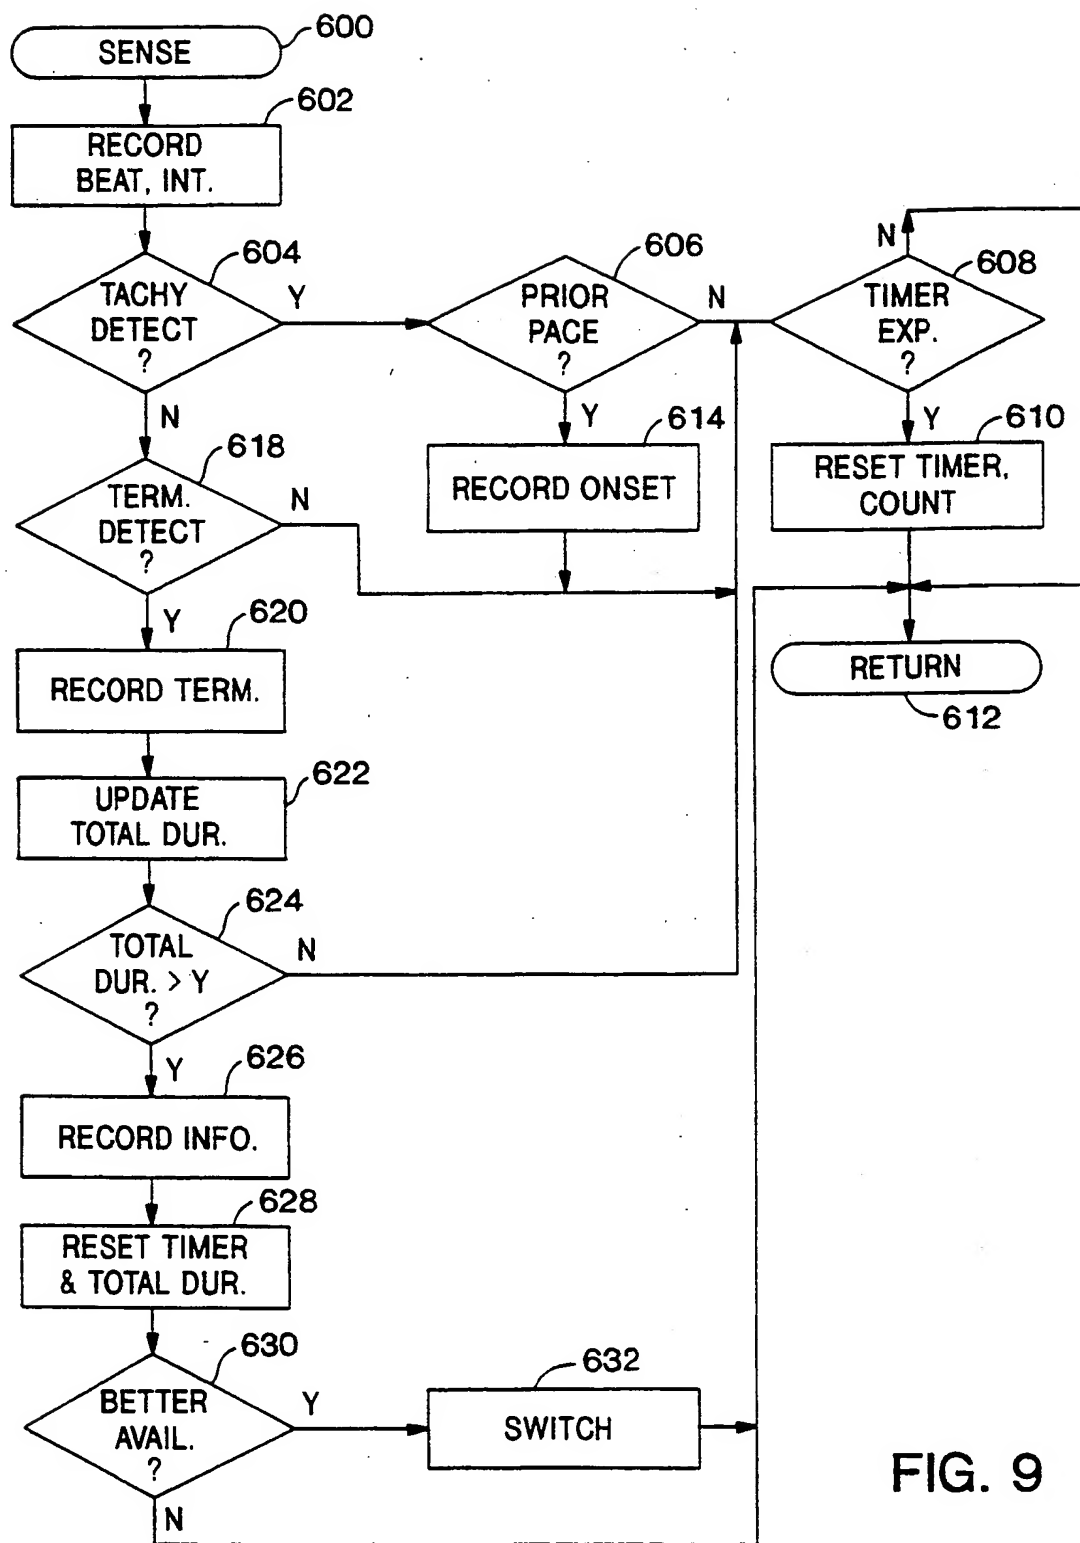 SENSE
600
602
RECORD
BEAT, INT.
604
TACHY
DETECT
?
Y
N
606
PRIOR
PACE
?
N
Y
N
608
TIMER
EXP.
?
Y
614
RECORD ONSET
610
RESET TIMER,
COUNT
618
TERM.
DETECT
?
N
Y
RETURN
612
620
RECORD TERM.
622
UPDATE
TOTAL DUR.
624
TOTAL
DUR. > Y
?
N
Y
626
RECORD INFO.
628
RESET TIMER
& TOTAL DUR.
630
BETTER
AVAIL.
?
Y
N
632
SWITCH
FIG. 9